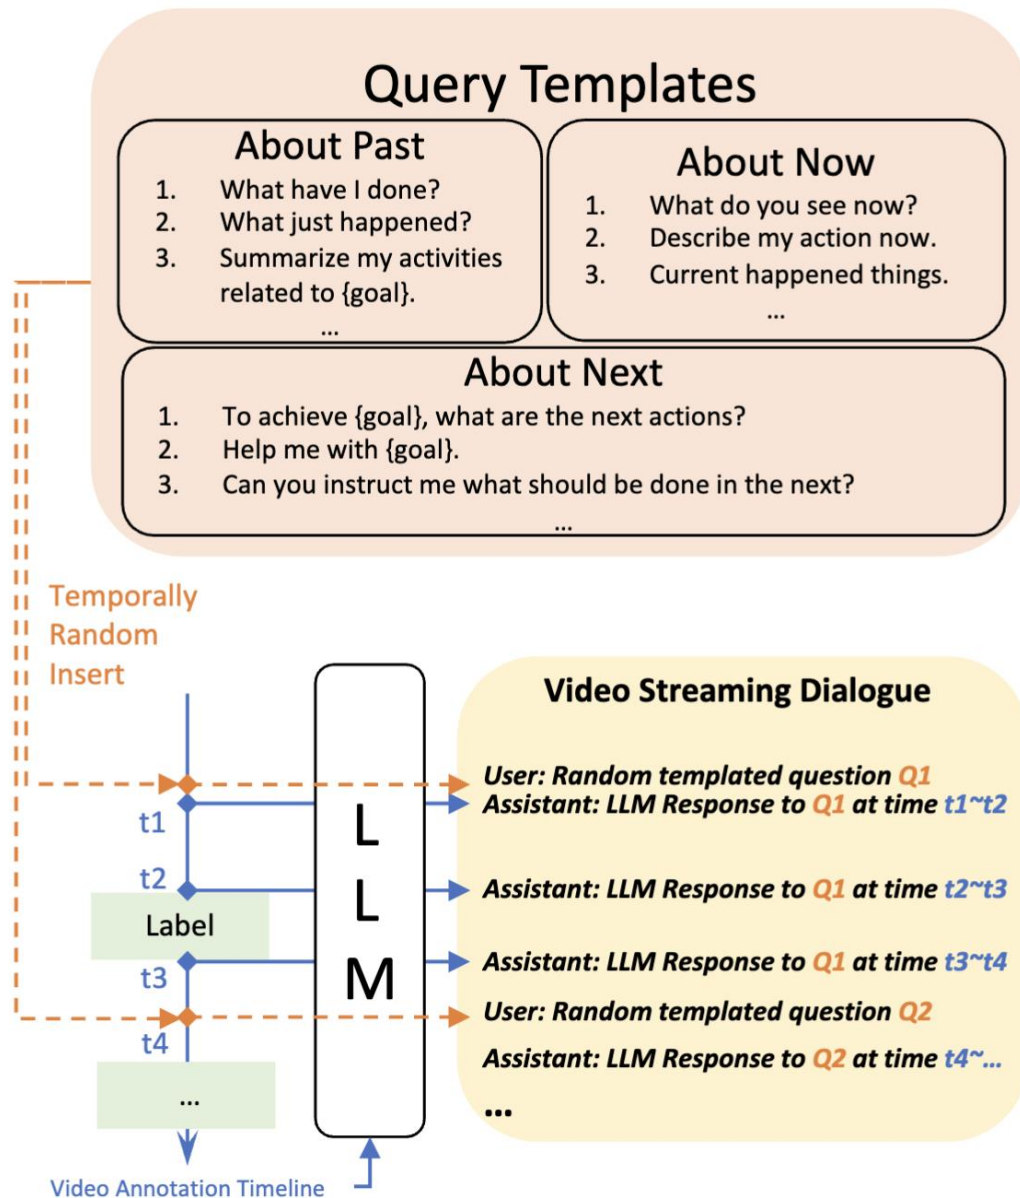 Query Templates
About Past
1. What have I done?
2. What just happened?
3. Summarize my activities
related to {goal}.
...
About Now
1. What do you see now?
2. Describe my action now.
3. Current happened things.
...
About Next
1. To achieve {goal}, what are the next actions?
2. Help me with {goal}.
3. Can you instruct me what should be done in the next?
...
Temporally
Random
Insert
t1
t2
Label
t3
t4
...
Video Annotation Timeline
L
L
M
Video Streaming Dialogue
User: Random templated question Q1
Assistant: LLM Response to Q1 at time t1~t2
Assistant: LLM Response to Q1 at time t2~t3
Assistant: LLM Response to Q1 at time t3~t4
User: Random templated question Q2
Assistant: LLM Response to Q2 at time t4~...
...